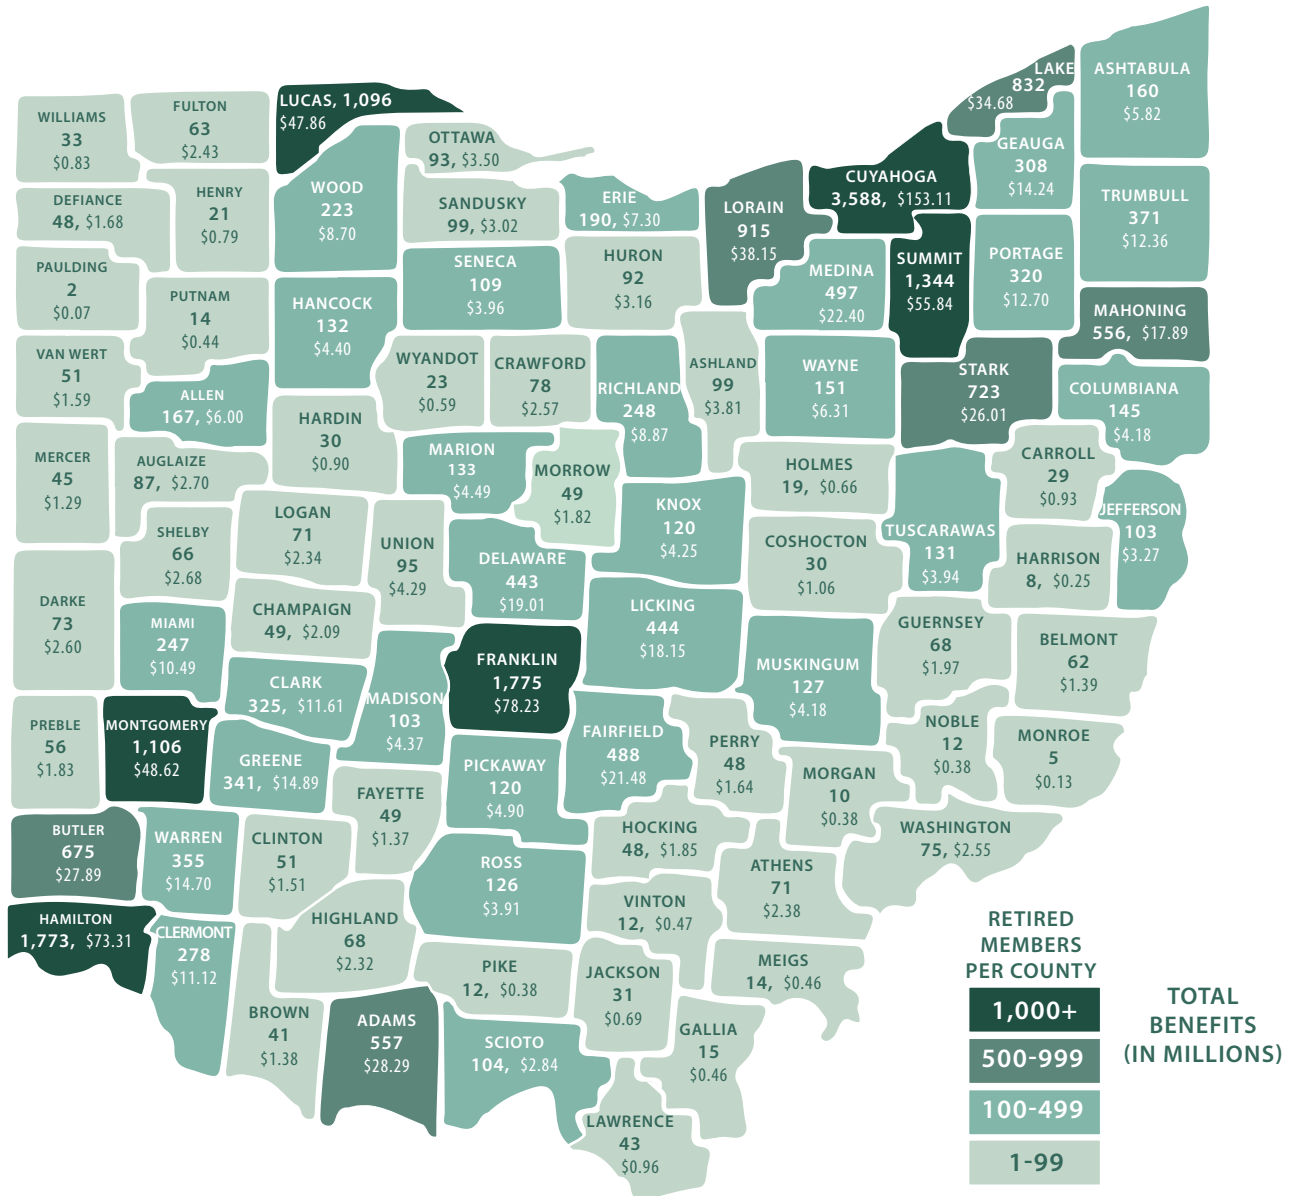 WILLIAMS
33
$0.83
FULTON
63
$2.43
LUCAS, 1,096
$47.86
OTTAWA
93, $3.50
LAKE
832
$34.68
ASHTABULA
160
$5.82
GEAUGA
308
$14.24
CUYAHOGA
3,588, $153.11
DEFIANCE
48, $1.68
HENRY
21
$0.79
WOOD
223
$8.70
SANDUSKY
99, $3.02
ERIE
190, $7.30
LORAIN
915
$38.15
TRUMBULL
371
$12.36
PAULDING
2
$0.07
PUTNAM
14
$0.44
HANCOCK
132
$4.40
SENECA
109
$3.96
HURON
92
$3.16
MEDINA
497
$22.40
SUMMIT
1,344
$55.84
PORTAGE
320
$12.70
MAHONING
556, $17.89
VAN WERT
51
$1.59
ALLEN
167, $6.00
WYANDOT
23
$0.59
CRAWFORD
78
$2.57
RICHLAND
248
$8.87
ASHLAND
99
$3.81
WAYNE
151
$6.31
STARK
723
$26.01
COLUMBIANA
145
$4.18
HARDIN
30
$0.90
MERCER
45
$1.29
AUGLAIZE
87, $2.70
MARION
133
$4.49
MORROW
49
$1.82
HOLMES
19, $0.66
CARROLL
29
$0.93
SHELBY
66
$2.68
LOGAN
71
$2.34
UNION
95
$4.29
KNOX
120
$4.25
COSHOCTON
30
$1.06
TUSCARAWAS
131
$3.94
JEFFERSON
103
$3.27
HARRISON
8, $0.25
DELAWARE
443
$19.01
DARKE
73
$2.60
MIAMI
247
$10.49
CHAMPAIGN
49, $2.09
LICKING
444
$18.15
GUERNSEY
68
$1.97
BELMONT
62
$1.39
CLARK
325, $11.61
MADISON
103
$4.37
FRANKLIN
1,775
$78.23
MUSKINGUM
127
$4.18
PREBLE
56
$1.83
MONTGOMERY
1,106
$48.62
GREENE
341, $14.89
FAIRFIELD
488
$21.48
PERRY
48
$1.64
NOBLE
12
$0.38
MONROE
5
$0.13
PICKAWAY
120
$4.90
MORGAN
10
$0.38
FAYETTE
49
$1.37
BUTLER
675
$27.89
WARREN
355
$14.70
CLINTON
51
$1.51
HOCKING
48, $1.85
WASHINGTON
75, $2.55
ROSS
126
$3.91
ATHENS
71
$2.38
HAMILTON
1,773, $73.31
CLERMONT
278
$11.12
HIGHLAND
68
$2.32
VINTON
12, $0.47
PIKE
12, $0.38
JACKSON
31
$0.69
MEIGS
14, $0.46
BROWN
41
$1.38
ADAMS
557
$28.29
SCIOTO
104, $2.84
GALLIA
15
$0.46
LAWRENCE
43
$0.96
RETIRED
MEMBERS
PER COUNTY
1,000+
500-999
100-499
1-99
TOTAL
BENEFITS
(IN MILLIONS)